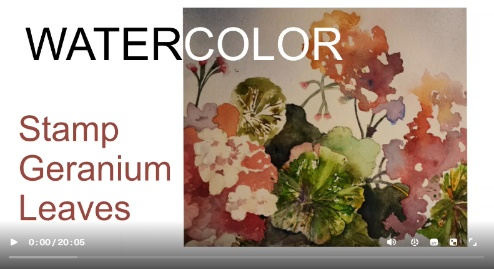 WATERCOLOR
Stamp
Geranium
Leaves
0:00/20:05